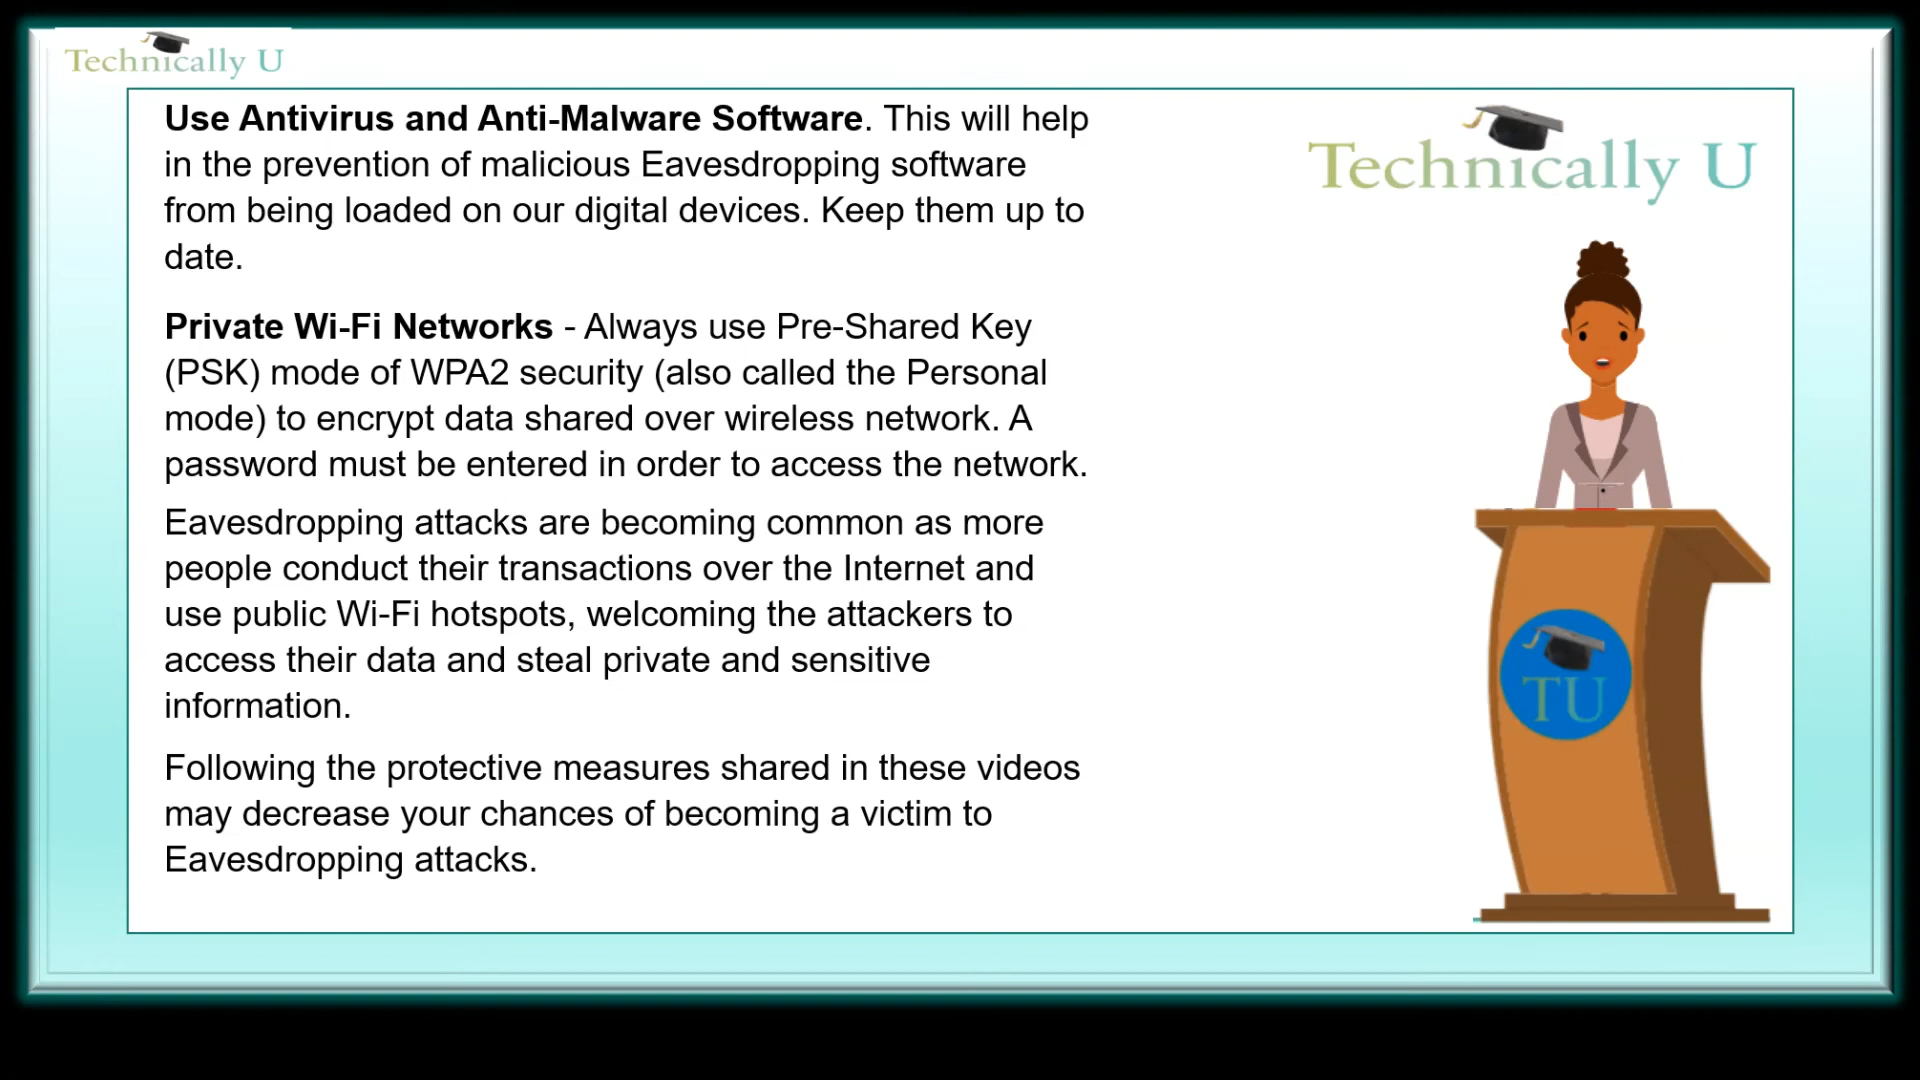 Technically U
Use Antivirus and Anti-Malware Software. This will help
in the prevention of malicious Eavesdropping software
from being loaded on our digital devices. Keep them up to
date.
Private Wi-Fi Networks - Always use Pre-Shared Key
(PSK) mode of WPA2 security (also called the Personal
mode) to encrypt data shared over wireless network. A
password must be entered in order to access the network.
Eavesdropping attacks are becoming common as more
people conduct their transactions over the Internet and
use public Wi-Fi hotspots, welcoming the attackers to
access their data and steal private and sensitive
information.
Following the protective measures shared in these videos
may decrease your chances of becoming a victim to
Eavesdropping attacks.
Technically U
TU